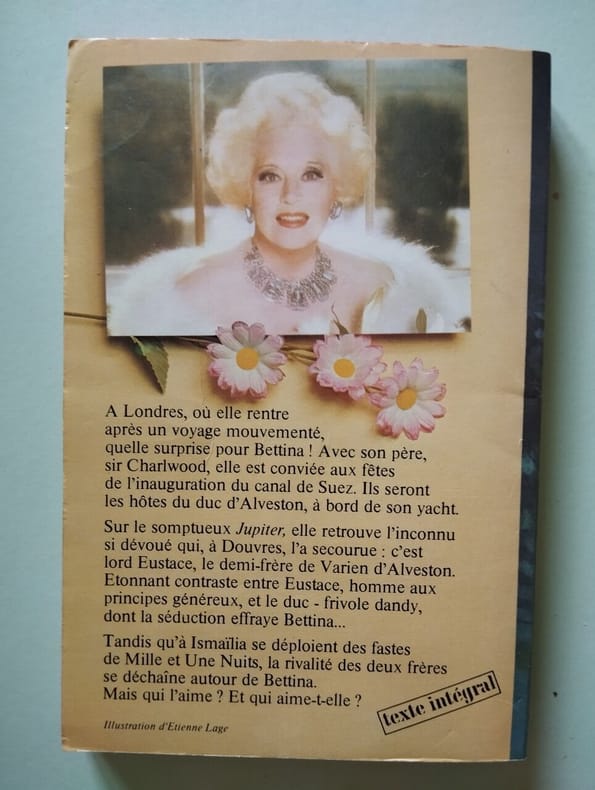 A Londres, où elle rentre
après un voyage mouvementé,
quelle surprise pour Bettina ! Avec son père,
sir Charlwood, elle est conviée aux fêtes
de l'inauguration du canal de Suez. Ils seront
les hôtes du duc d'Alveston, à bord de son yacht.
Sur le somptueux Jupiter, elle retrouve l'inconnu
si dévoué qui, à Douvres, l'a secourue : c'est
lord Eustace, le demi-frère de Varien d'Alveston.
Etonnant contraste entre Eustace, homme aux
principes généreux, et le duc - frivole dandy,
dont la séduction effraye Bettina...
Tandis qu'à Ismaïlia se déploient des fastes
de Mille et Une Nuits, la rivalité des deux frères
se déchaîne autour de Bettina.
Mais qui l'aime ? Et qui aime-t-elle ?
texte intégral
Illustration d'Etienne Lage